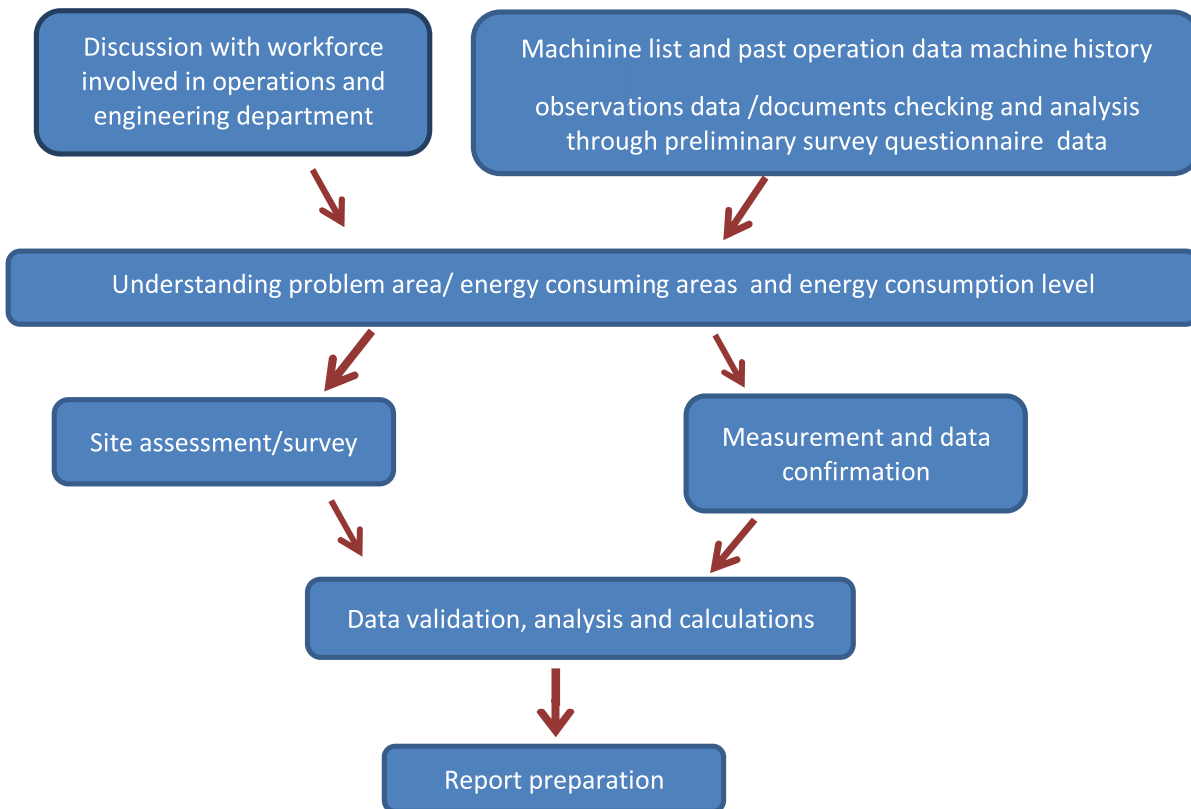 Discussion with workforce
involved in operations and
engineering department
Machinine list and past operation data machine history
observations data /documents checking and analysis
through preliminary survey questionnaire data
Understanding problem area/ energy consuming areas and energy consumption level
Site assessment/survey
Measurement and data
confirmation
Data validation, analysis and calculations
Report preparation